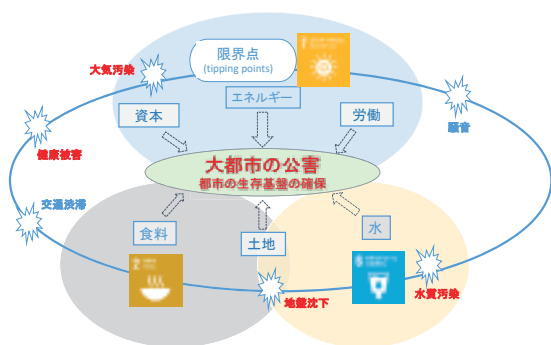 限界点
(tipping points)
大気汚染
エネルギー
資本
労働
騒音
健康被害
大都市の公害
都市の生存基盤の確保
交通渋滞
食料
土地
水
水質汚染
地盤沈下